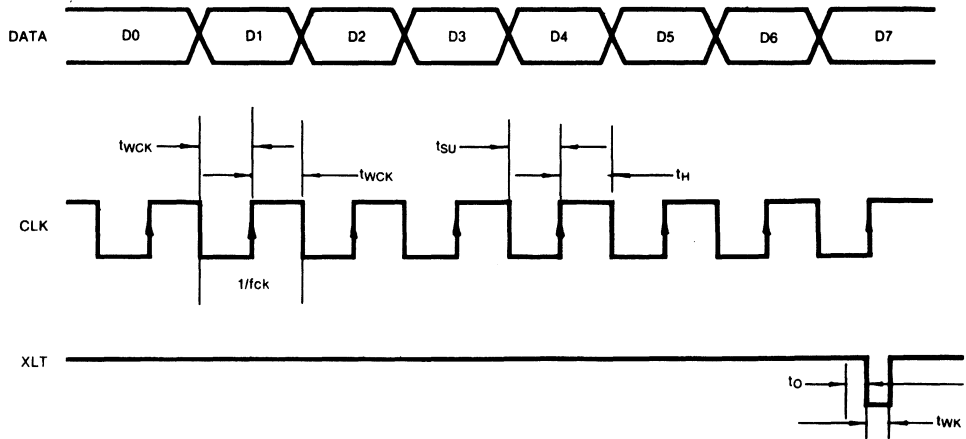 DATA D0 D1 D2 D3 D4 D5 D6 D7
tWCK tSU
tWCK tH
CLK
1/fck
XLT
tO
tWK